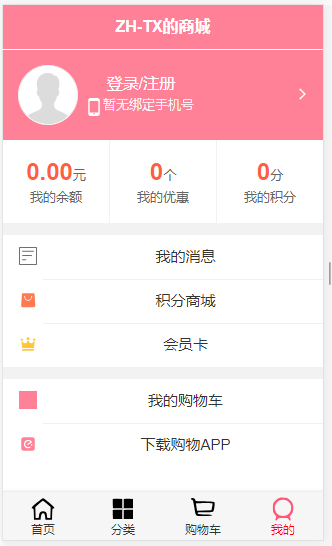 ZH-TX的商城
登录/注册
暂无绑定手机号
0.00元 0个 0分
我的余额 我的优惠 我的积分
我的消息
积分商城
会员卡
我的购物车
下载购物APP
首页 分类 购物车 我的